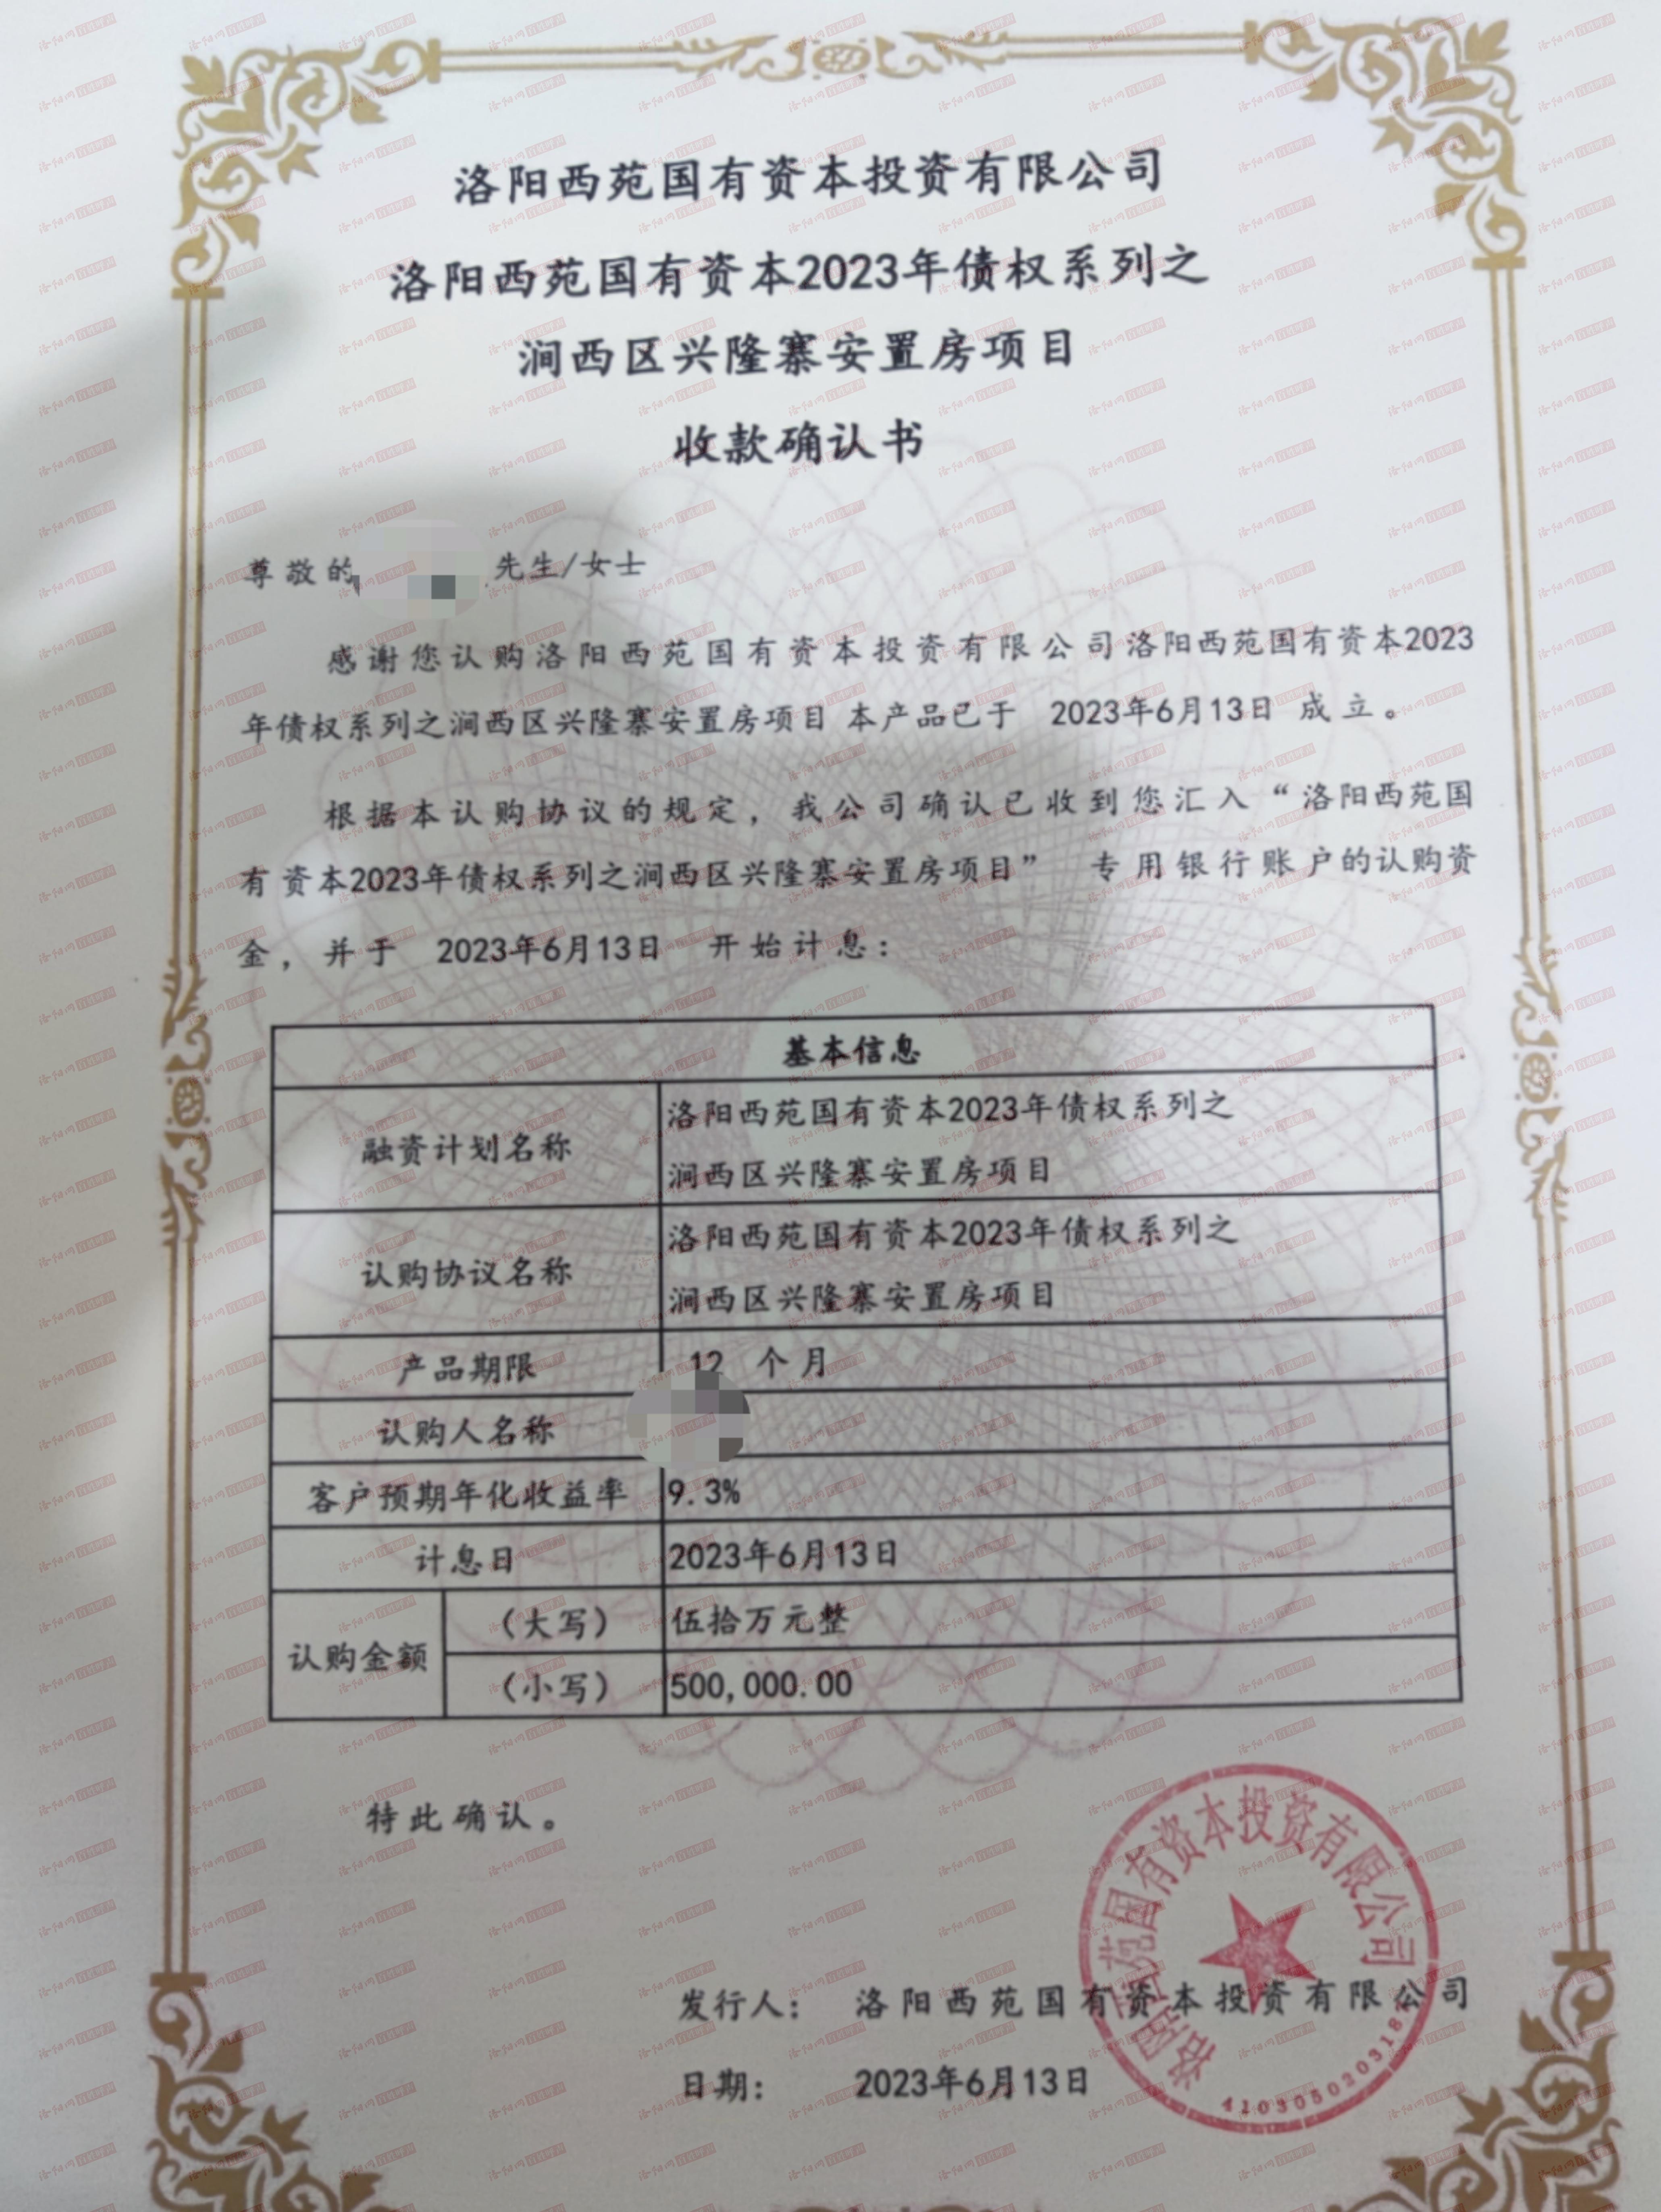 洛阳西苑国有资本投资有限公司
洛阳西苑国有资本2023年债权系列之
涧西区兴隆寨安置房项目
收款确认书
尊敬的 先生/女士
感谢您认购洛阳西苑国有资本投资有限公司洛阳西苑国有资本2023
年债权系列之涧西区兴隆寨安置房项目 本产品已于 2023年6月13日 成立。
根据本认购协议的规定，我公司确认已收到您汇入“洛阳西苑国
有资本2023年债权系列之涧西区兴隆寨安置房项目” 专用银行账户的认购资
金，并于 2023年6月13日 开始计息：
基本信息
融资计划名称 洛阳西苑国有资本2023年债权系列之
涧西区兴隆寨安置房项目
认购协议名称 洛阳西苑国有资本2023年债权系列之
涧西区兴隆寨安置房项目
产品期限 12 个月
认购人名称
客户预期年化收益率 9.3%
计息日 2023年6月13日
认购金额 （大写） 伍拾万元整
（小写） 500,000.00
特此确认。
洛阳西苑国有资本投资有限公司
发行人： 洛阳西苑国有资本投资有限公司
日期： 2023年6月13日